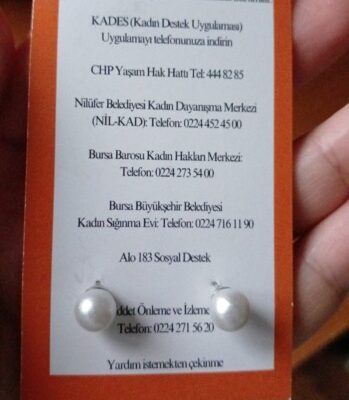 KADES (Kadın Destek Uygulaması)
Uygulamayı telefonunuza indirin
CHP Yaşam Hak Hattı Tel: 444 82 85
Nilüfer Belediyesi Kadın Dayanışma Merkezi
(NİL-KAD): Telefon: 0224 452 45 00
Bursa Barosu Kadın Hakları Merkezi:
Telefon: 0224 273 54 00
Bursa Büyükşehir Belediyesi
Kadın Sığınma Evi: Telefon: 0224 716 11 90
Alo 183 Sosyal Destek
Önleme ve İzleme
Telefon: 0224 271 56 20
Yardım istemekten çekinme